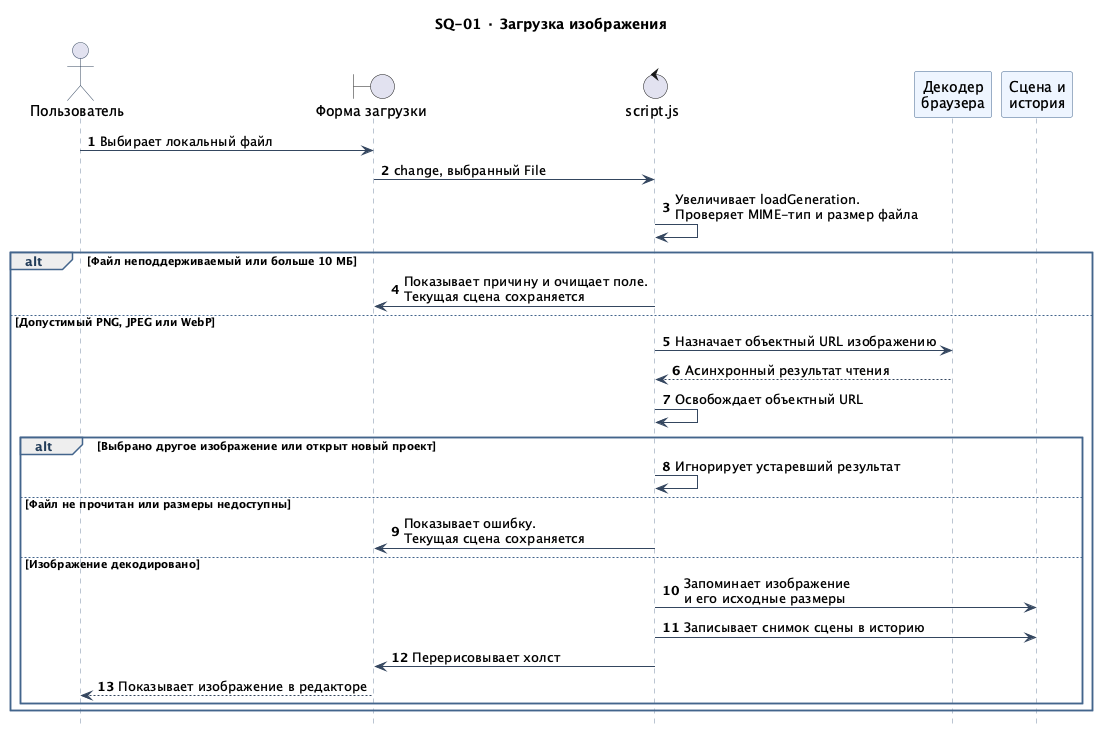 SQ-01 · Загрузка изображения
Пользователь
Форма загрузки
script.js
Декодер
браузера
Сцена и
история
1 Выбирает локальный файл
2 change, выбранный File
3 Увеличивает loadGeneration.
Проверяет MIME-тип и размер файла
alt [Файл неподдерживаемый или больше 10 МБ]
4 Показывает причину и очищает поле.
Текущая сцена сохраняется
[Допустимый PNG, JPEG или WebP]
5 Назначает объектный URL изображению
6 Асинхронный результат чтения
7 Освобождает объектный URL
alt [Выбрано другое изображение или открыт новый проект]
8 Игнорирует устаревший результат
[Файл не прочитан или размеры недоступны]
9 Показывает ошибку.
Текущая сцена сохраняется
[Изображение декодировано]
10 Запоминает изображение
и его исходные размеры
11 Записывает снимок сцены в историю
12 Перерисовывает холст
13 Показывает изображение в редакторе